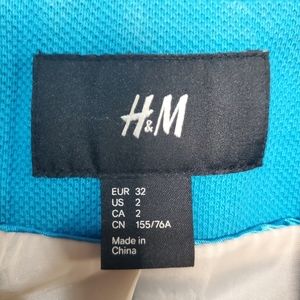 H&M
EUR 32
US 2
CA 2
CN 155/76A
Made in
China